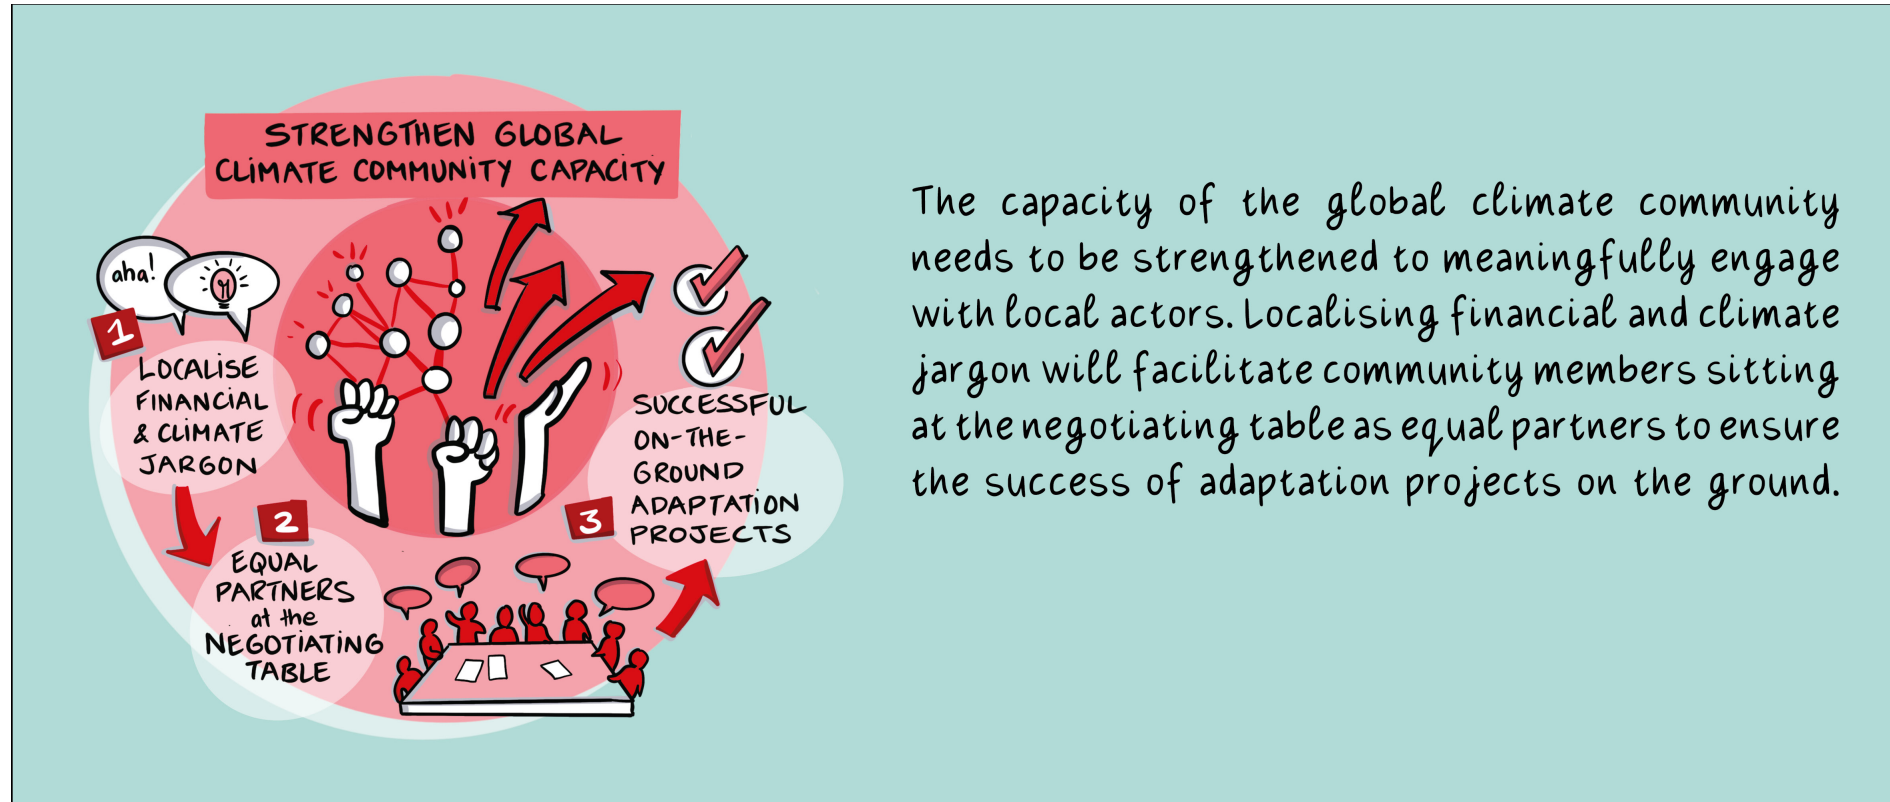 STRENGTHEN GLOBAL
CLIMATE COMMUNITY CAPACITY
aha!
1
LOCALISE
FINANCIAL
& CLIMATE
JARGON
2
EQUAL
PARTNERS
at the
NEGOTIATING
TABLE
3
SUCCESSFUL
ON-THE-
GROUND
ADAPTATION
PROJECTS
The capacity of the global climate community
needs to be strengthened to meaningfully engage
with local actors. Localising financial and climate
jargon will facilitate community members sitting
at the negotiating table as equal partners to ensure
the success of adaptation projects on the ground.